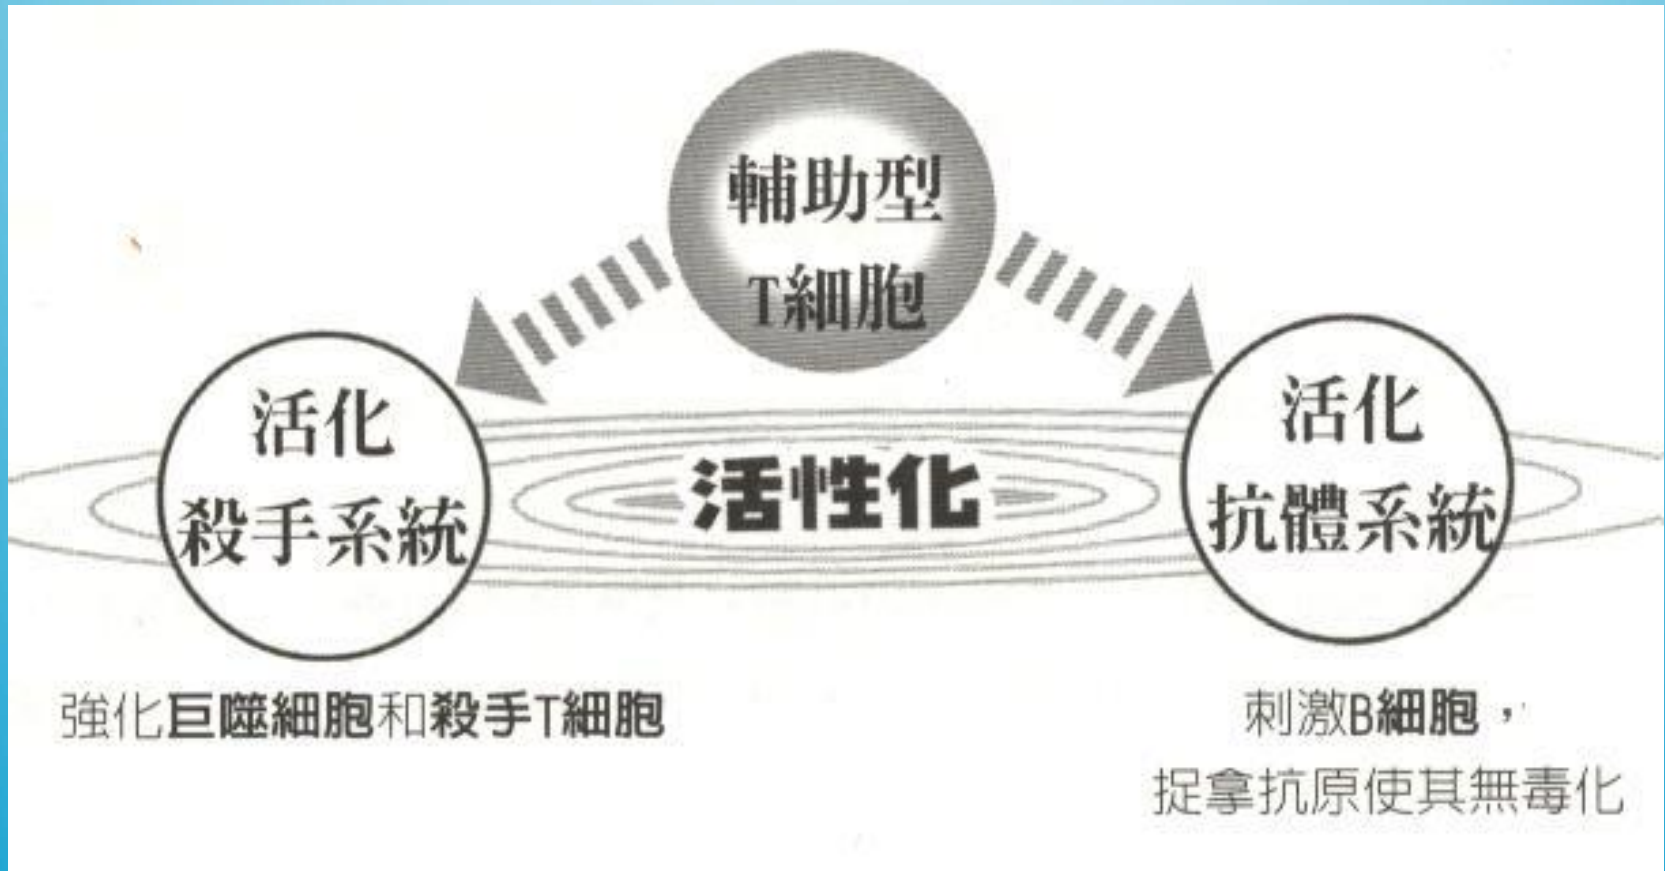 輔助型
T細胞
活化
殺手系統
活性化
活化
抗體系統
強化巨噬細胞和殺手T細胞
刺激B細胞，
捉拿抗原使其無毒化